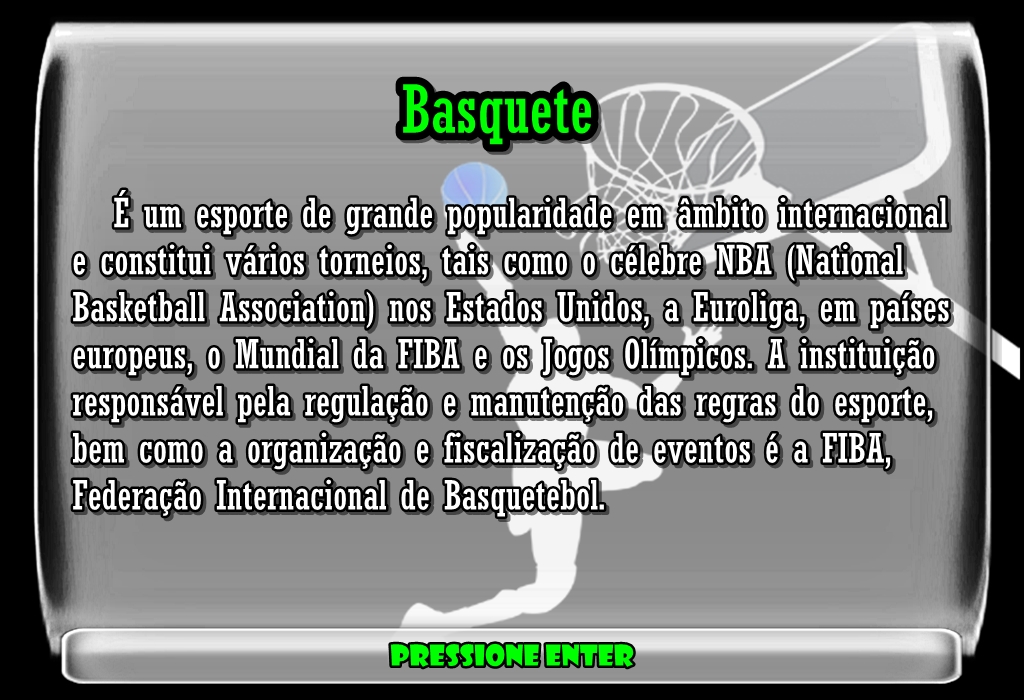 Basquete
É um esporte de grande popularidade em âmbito internacional
e constitui vários torneios, tais como o célebre NBA (National
Basketball Association) nos Estados Unidos, a Euroliga, em países
europeus, o Mundial da FIBA e os Jogos Olímpicos. A instituição
responsável pela regulação e manutenção das regras do esporte,
bem como a organização e fiscalização de eventos é a FIBA,
Federação Internacional de Basquetebol.
PRESSIONE ENTER